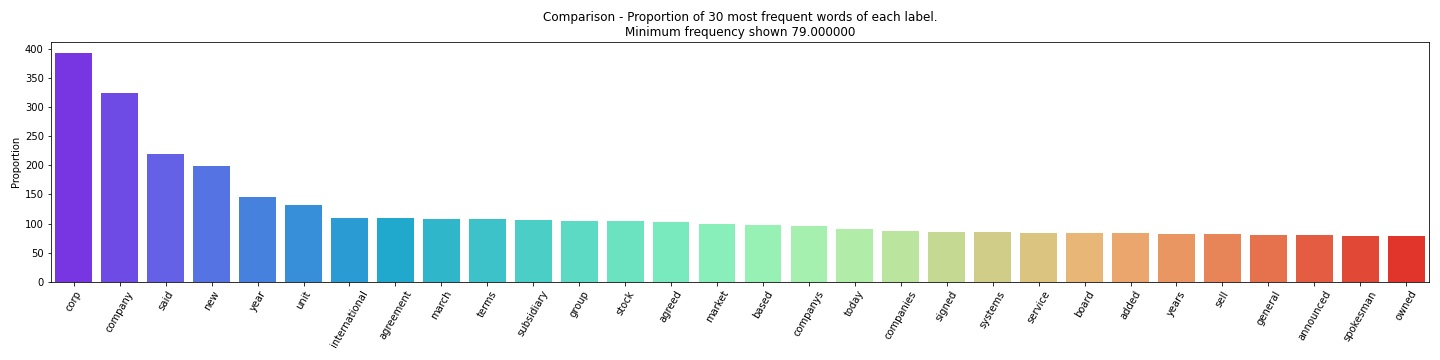 Comparison - Proportion of 30 most frequent words of each label.
Minimum frequency shown 79.000000
Proportion
400
350
300
250
200
150
100
50
0
corp
company
said
new
year
unit
international
agreement
march
terms
subsidiary
group
stock
agreed
market
based
companys
today
companies
signed
systems
service
board
added
years
sell
general
announced
spokesman
owned